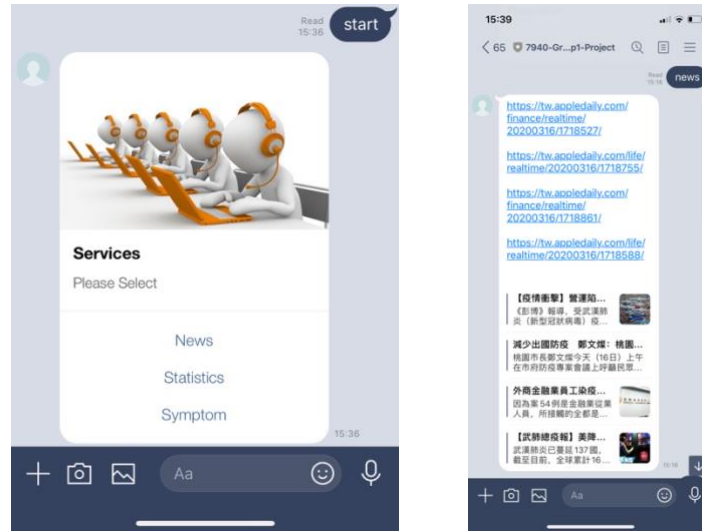 Read
15:36
start
Services
Please Select
News
Statistics
Symptom
15:36
Aa
15:39
65
7940-Gr...p1-Project
Read
news
https://tw.appledaily.com/
finance/realtime/
20200316/1718527/
https://tw.appledaily.com/life/
realtime/20200316/1718755/
https://tw.appledaily.com/
finance/realtime/
20200316/1718861/
https://tw.appledaily.com/life/
realtime/20200316/1718588/
【疫情衝擊】營運陷...
《彭博》報導，受武漢肺
炎（新型冠狀病毒）疫...
減少出國防疫 鄭文燦：桃園...
桃園市長鄭文燦今天（16日）上午
在市府防疫專案會議上呼籲民眾...
外商金融業員工染疫...
因為案54例是金融業從業
人員，所接觸的全都是...
【武肺總疫報】美降...
武漢肺炎已蔓延137國，
截至目前，全球累計16...
Aa